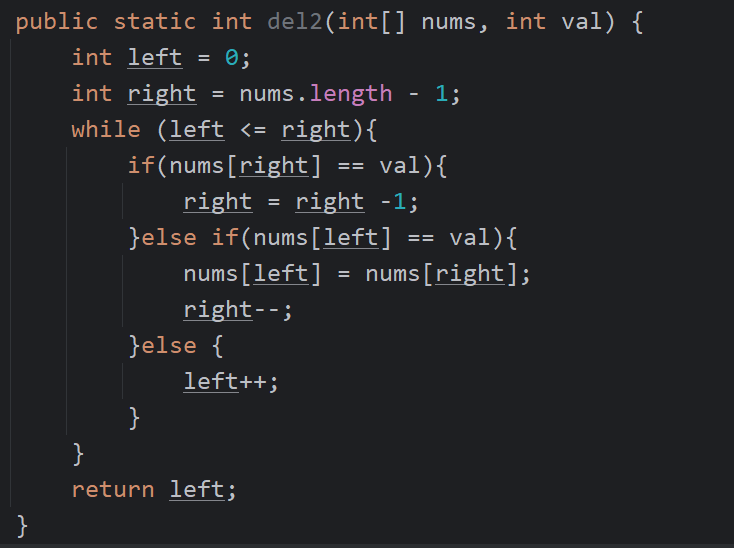 public static int del2(int[] nums, int val) {
    int left = 0;
    int right = nums.length - 1;
    while (left <= right){
        if(nums[right] == val){
            right = right -1;
        }else if(nums[left] == val){
            nums[left] = nums[right];
            right--;
        }else {
            left++;
        }
    }
    return left;
}